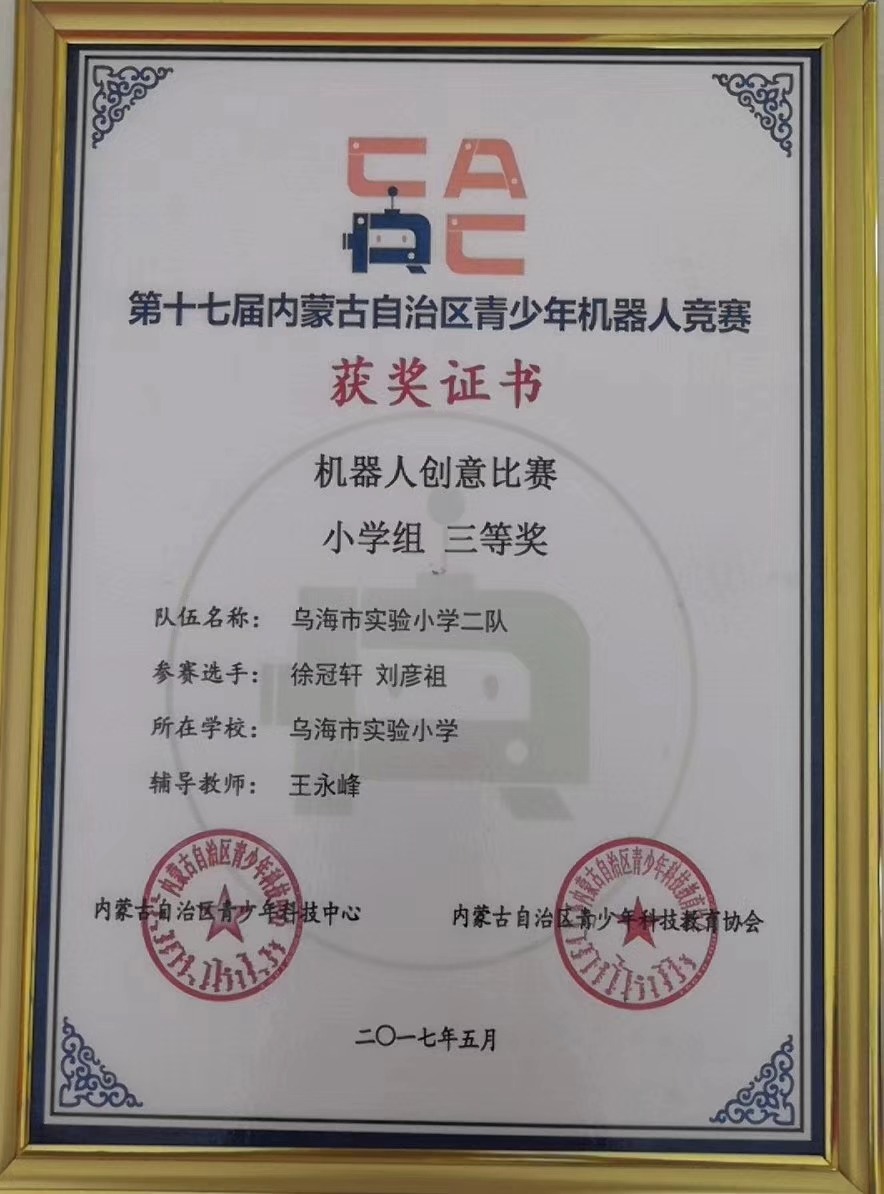 CA
RC
第十七届内蒙古自治区青少年机器人竞赛
获奖证书
机器人创意比赛
小学组 三等奖
队伍名称： 乌海市实验小学二队
参赛选手： 徐冠轩 刘彦祖
所在学校： 乌海市实验小学
辅导教师： 王永峰
内蒙古自治区青少年科技中心
内蒙古自治区青少年科技教育协会
二〇一七年五月